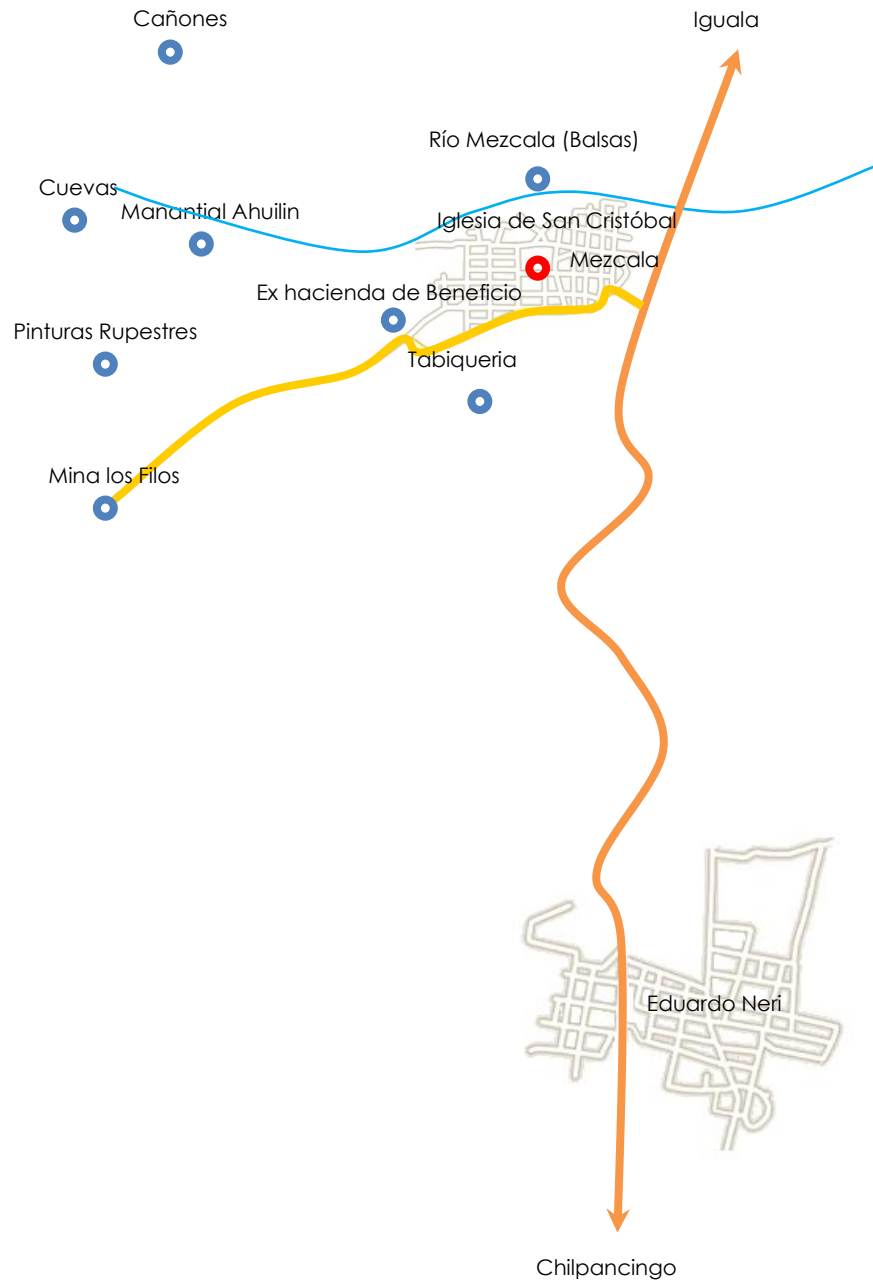 Cañones
Iguala
Río Mezcala (Balsas)
Cuevas
Manantial Ahuilin
Iglesia de San Cristóbal
Mezcala
Ex hacienda de Beneficio
Pinturas Rupestres
Tabiqueria
Mina los Filos
Eduardo Neri
Chilpancingo